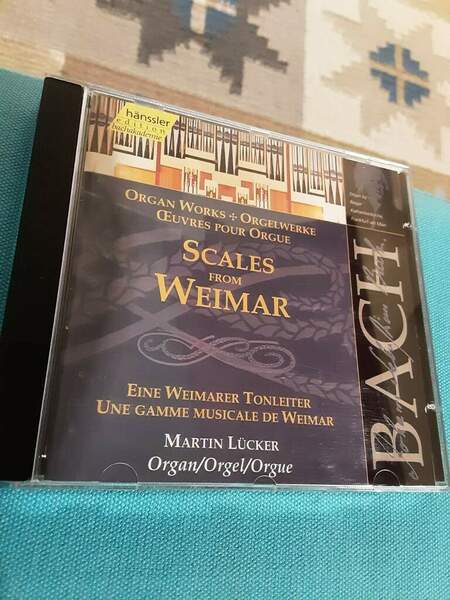 hänssler
edition
bachakademie
ORGAN WORKS + ORGELWERKE
ŒUVRES POUR ORGUE
SCALES
FROM
WEIMAR
EINE WEIMARER TONLEITER
UNE GAMME MUSICALE DE WEIMAR
MARTIN LÜCKER
Organ/Orgel/Orgue
BACH